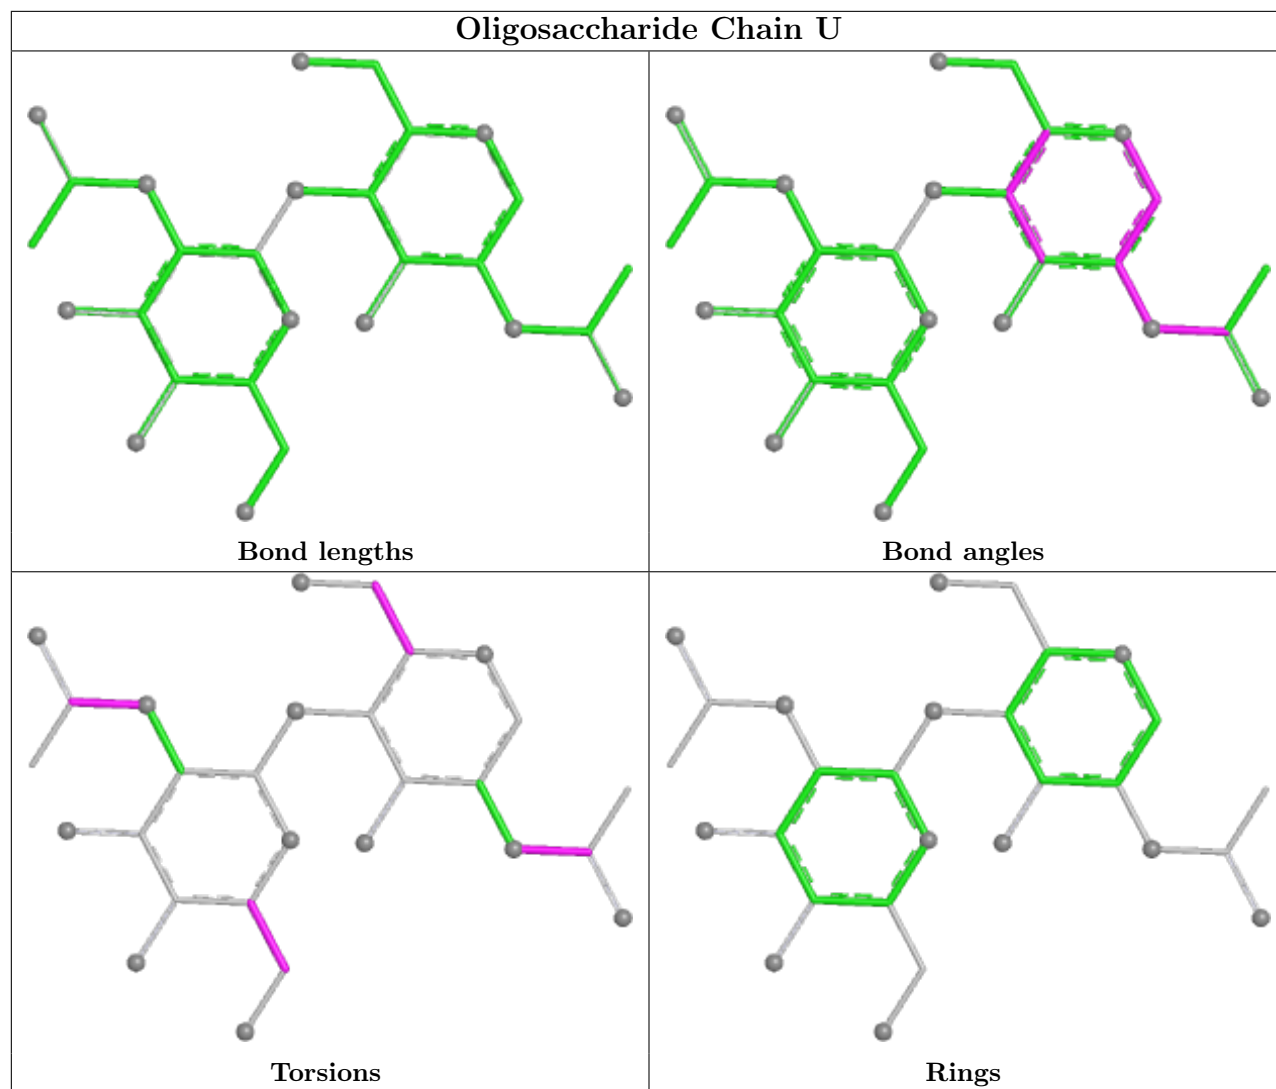 Oligosaccharide Chain U
Bond lengths
Bond angles
Torsions
Rings